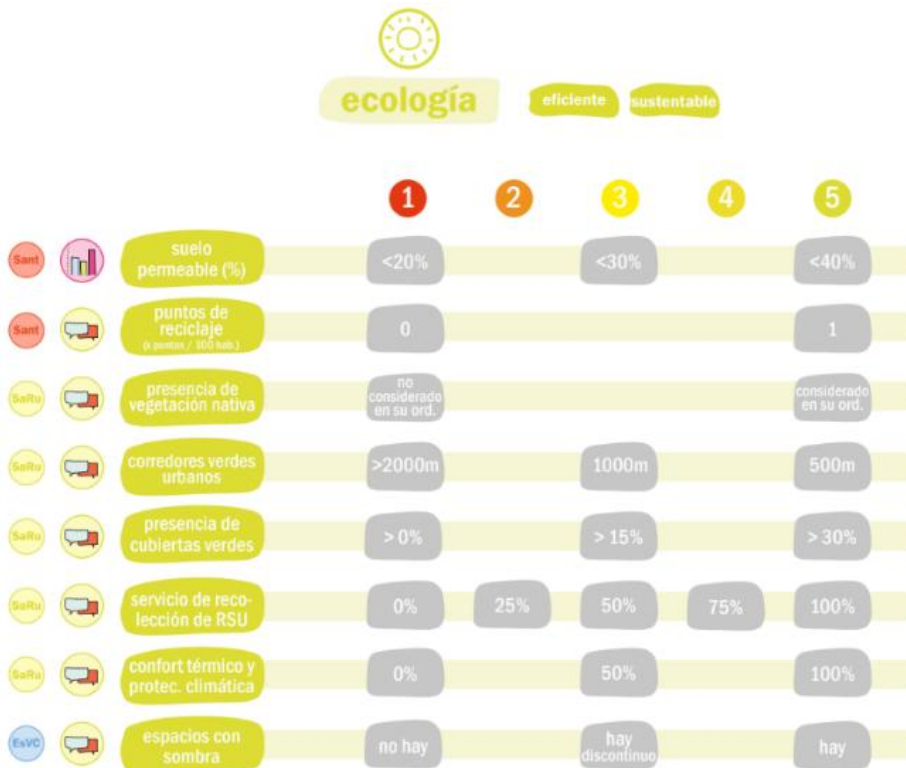 ecología
eficiente
sustentable
1 2 3 4 5
Sant
suelo
permeable (%)
<20% <30% <40%
Sant
puntos de
reciclaje
(x puntos / 100 hab.)
0 1
SaRu
presencia de
vegetación nativa
no
considerado
en su ord.
considerado
en su ord.
SaRu
corredores verdes
urbanos
>2000m 1000m 500m
SaRu
presencia de
cubiertas verdes
> 0% > 15% > 30%
SaRu
servicio de reco-
lección de RSU
0% 25% 50% 75% 100%
SaRu
confort térmico y
protec. climática
0% 50% 100%
EsVC
espacios con
sombra
no hay
hay
discontinuo
hay